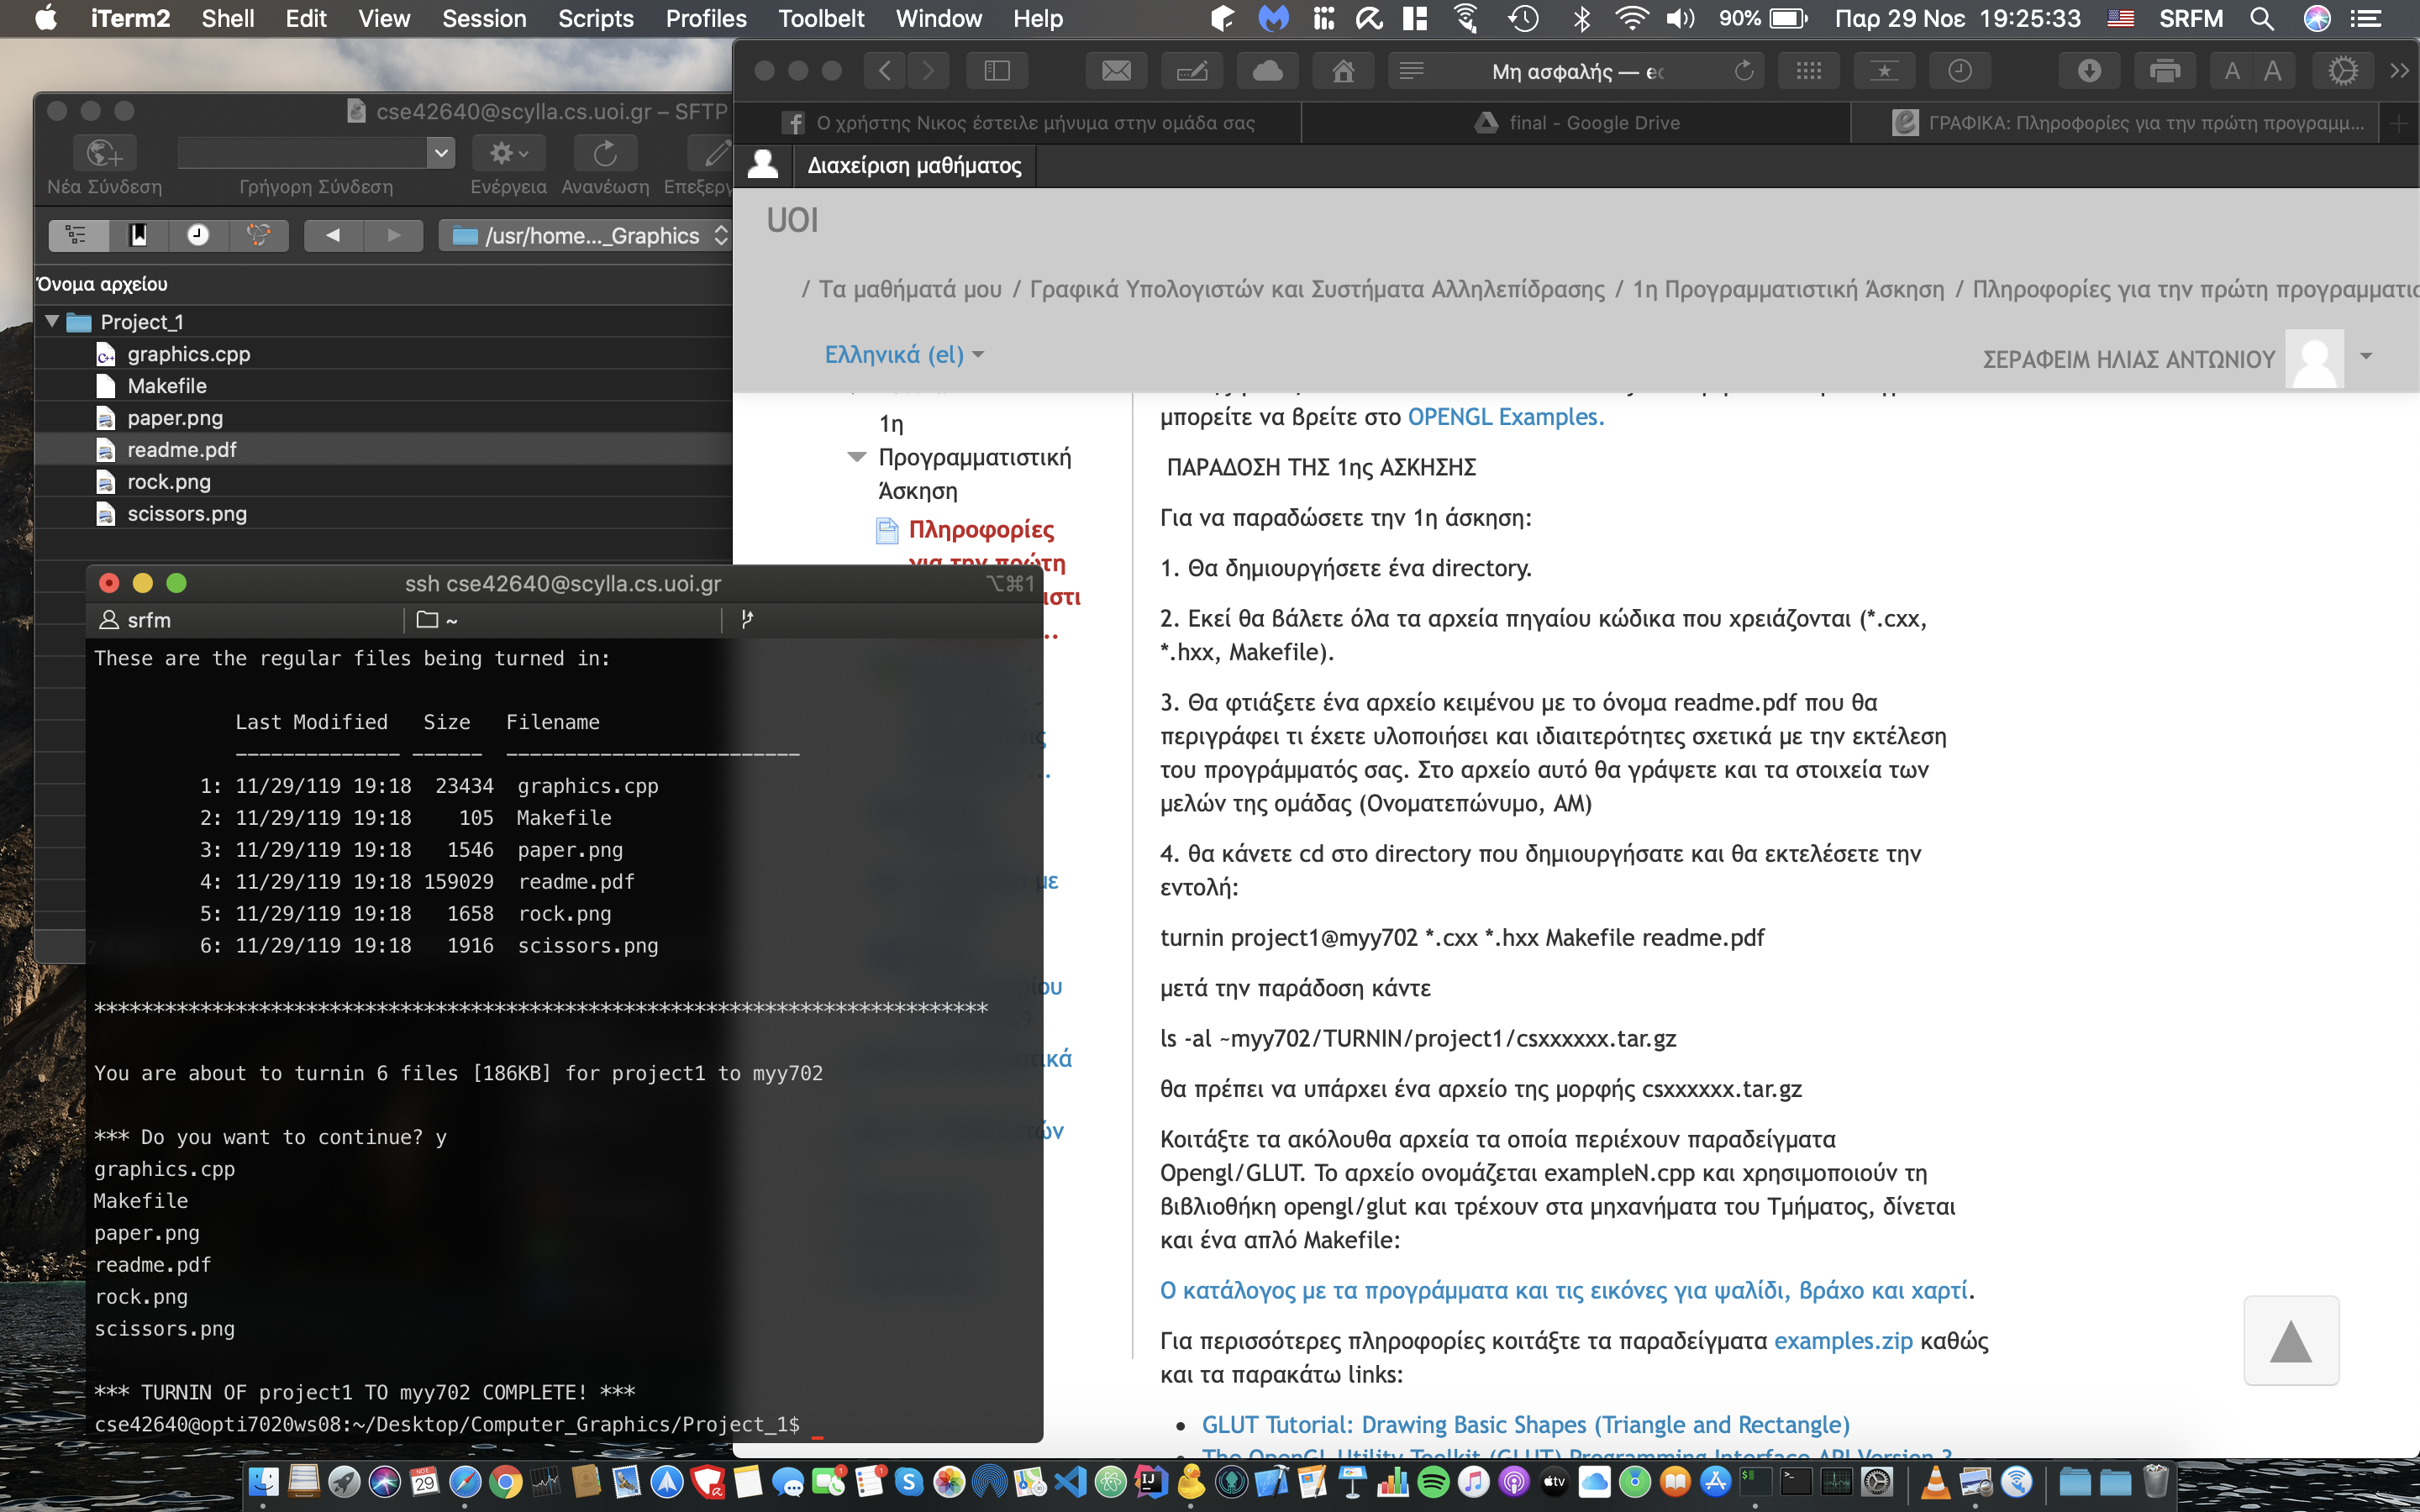 iTerm2 Shell Edit View Session Scripts Profiles Toolbelt Window Help 90% Παρ 29 Νοε 19:25:33 SRFM
cse42640@scylla.cs.uoi.gr – SFTP
Νέα Σύνδεση Γρήγορη Σύνδεση Ενέργεια Ανανέωση Επεξεργ
/usr/home..._Graphics
Όνομα αρχείου
Project_1
graphics.cpp
Makefile
paper.png
readme.pdf
rock.png
scissors.png
Μη ασφαλής —
A A
Ο χρήστης Νικος έστειλε μήνυμα στην ομάδα σας
final - Google Drive
ΓΡΑΦΙΚΑ: Πληροφορίες για την πρώτη προγραμμ...
Διαχείριση μαθήματος
UOI
/ Τα μαθήματά μου / Γραφικά Υπολογιστών και Συστήματα Αλληλεπίδρασης / 1η Προγραμματιστική Άσκηση / Πληροφορίες για την πρώτη προγραμματισ
Ελληνικά (el)
ΣΕΡΑΦΕΙΜ ΗΛΙΑΣ ΑΝΤΩΝΙΟΥ
1η
Προγραμματιστική
Άσκηση
Πληροφορίες
για την πρώτη
ιστι
..
μπορείτε να βρείτε στο OPENGL Examples.
ΠΑΡΑΔΟΣΗ ΤΗΣ 1ης ΑΣΚΗΣΗΣ
Για να παραδώσετε την 1η άσκηση:
1. Θα δημιουργήσετε ένα directory.
2. Εκεί θα βάλετε όλα τα αρχεία πηγαίου κώδικα που χρειάζονται (*.cxx,
*.hxx, Makefile).
3. Θα φτιάξετε ένα αρχείο κειμένου με το όνομα readme.pdf που θα
περιγράφει τι έχετε υλοποιήσει και ιδιαιτερότητες σχετικά με την εκτέλεση
του προγράμματός σας. Στο αρχείο αυτό θα γράψετε και τα στοιχεία των
μελών της ομάδας (Ονοματεπώνυμο, ΑΜ)
4. θα κάνετε cd στο directory που δημιουργήσατε και θα εκτελέσετε την
εντολή:
turnin project1@myy702 *.cxx *.hxx Makefile readme.pdf
μετά την παράδοση κάντε
ls -al ~myy702/TURNIN/project1/csxxxxxx.tar.gz
θα πρέπει να υπάρχει ένα αρχείο της μορφής csxxxxxx.tar.gz
Κοιτάξτε τα ακόλουθα αρχεία τα οποία περιέχουν παραδείγματα
Opengl/GLUT. Το αρχείο ονομάζεται exampleN.cpp και χρησιμοποιούν τη
βιβλιοθήκη opengl/glut και τρέχουν στα μηχανήματα του Τμήματος, δίνεται
και ένα απλό Makefile:
Ο κατάλογος με τα προγράμματα και τις εικόνες για ψαλίδι, βράχο και χαρτί.
Για περισσότερες πληροφορίες κοιτάξτε τα παραδείγματα examples.zip καθώς
και τα παρακάτω links:
• GLUT Tutorial: Drawing Basic Shapes (Triangle and Rectangle)
• The OpenGL Utility Toolkit (GLUT) Programming Interface API Version 3
ssh cse42640@scylla.cs.uoi.gr ⌥⌘1
srfm ~
These are the regular files being turned in:
Last Modified Size Filename
______________ ______ _________________________
1: 11/29/119 19:18 23434 graphics.cpp
2: 11/29/119 19:18 105 Makefile
3: 11/29/119 19:18 1546 paper.png
4: 11/29/119 19:18 159029 readme.pdf
5: 11/29/119 19:18 1658 rock.png
6: 11/29/119 19:18 1916 scissors.png
****************************************************************************
You are about to turnin 6 files [186KB] for project1 to myy702
*** Do you want to continue? y
graphics.cpp
Makefile
paper.png
readme.pdf
rock.png
scissors.png
*** TURNIN OF project1 TO myy702 COMPLETE! ***
cse42640@opti7020ws08:~/Desktop/Computer_Graphics/Project_1$